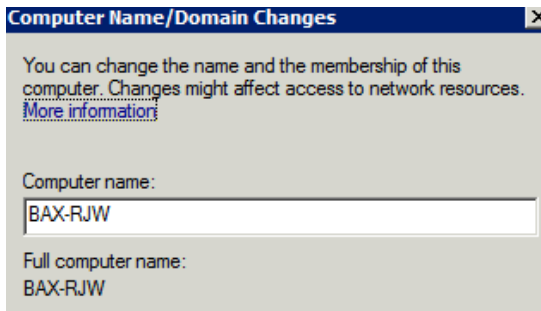 Computer Name/Domain Changes
You can change the name and the membership of this
computer. Changes might affect access to network resources.
More information
Computer name:
BAX-RJW
Full computer name:
BAX-RJW